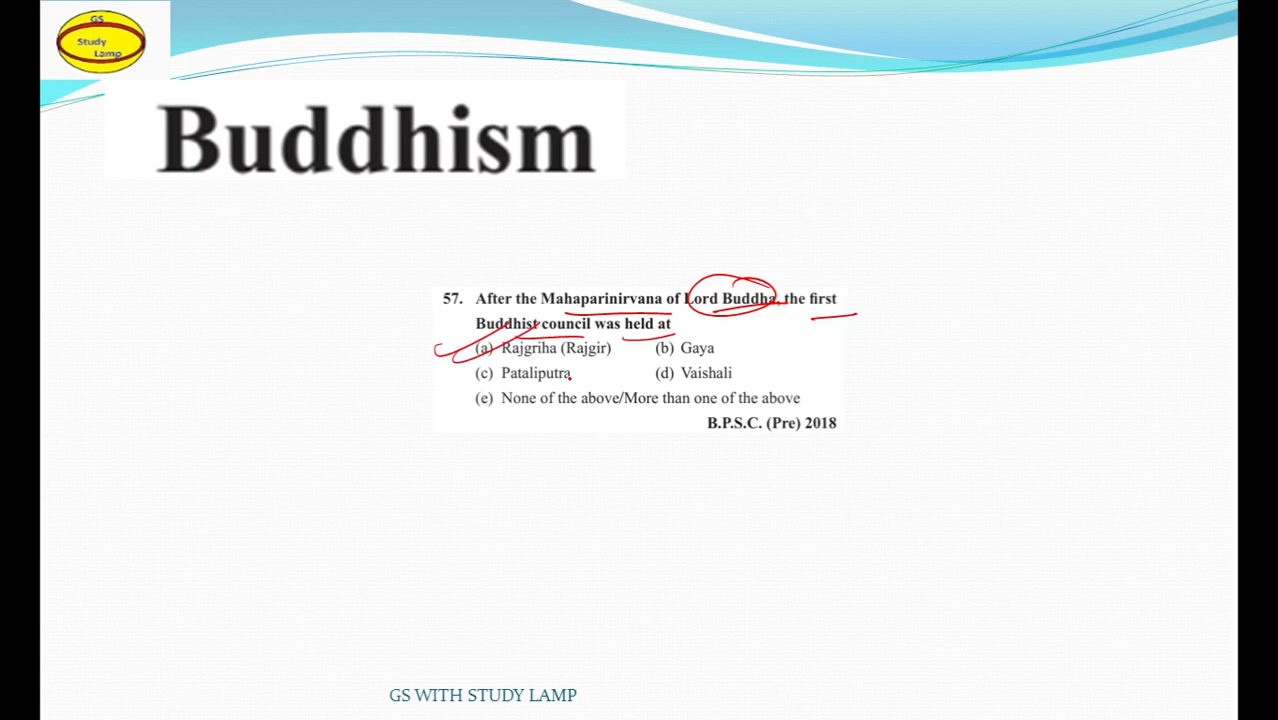 GS
Study
Lamp
Buddhism
57. After the Mahaparinirvana of Lord Buddha, the first
Buddhist council was held at
(a) Rajgriha (Rajgir) (b) Gaya
(c) Pataliputra (d) Vaishali
(e) None of the above/More than one of the above
B.P.S.C. (Pre) 2018
GS WITH STUDY LAMP